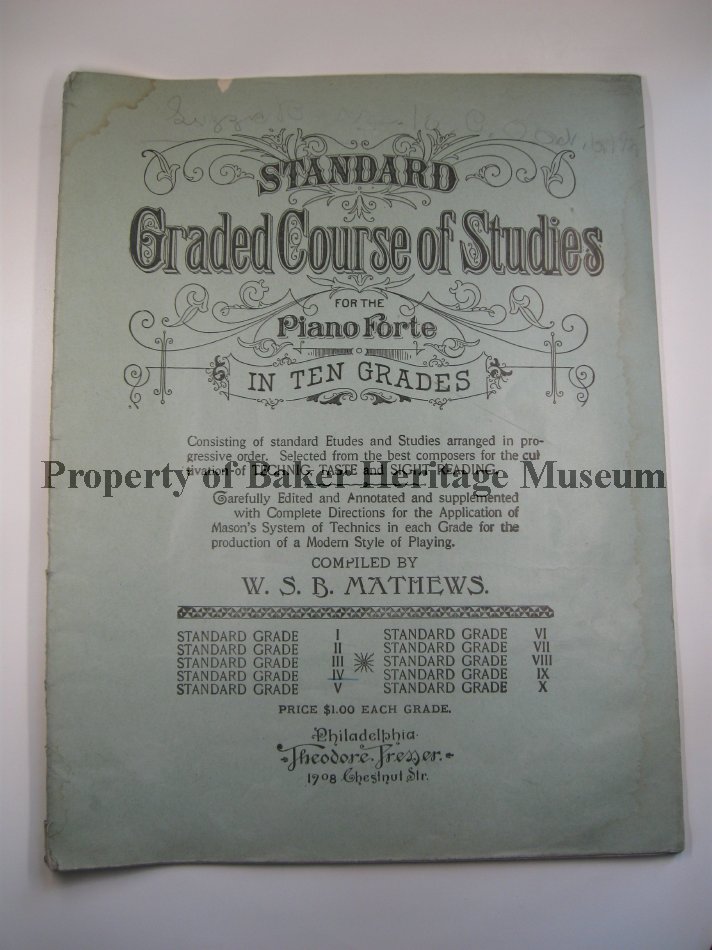 STANDARD
Graded Course of Studies
FOR THE
Piano Forte
IN TEN GRADES
Consisting of standard Etudes and Studies arranged in pro-
gressive order. Selected from the best composers for the cul
tivation of TECHNIC, TASTE and SIGHT READING.
Property of Baker Heritage Museum
Carefully Edited and Annotated and supplemented
with Complete Directions for the Application of
Mason's System of Technics in each Grade for the
production of a Modern Style of Playing.
COMPILED BY
W. S. B. MATHEWS.
STANDARD GRADE I STANDARD GRADE VI
STANDARD GRADE II STANDARD GRADE VII
STANDARD GRADE III STANDARD GRADE VIII
STANDARD GRADE IV STANDARD GRADE IX
STANDARD GRADE V STANDARD GRADE X
PRICE $1.00 EACH GRADE.
Philadelphia
Theodore Presser.
1908 Chestnut Str.